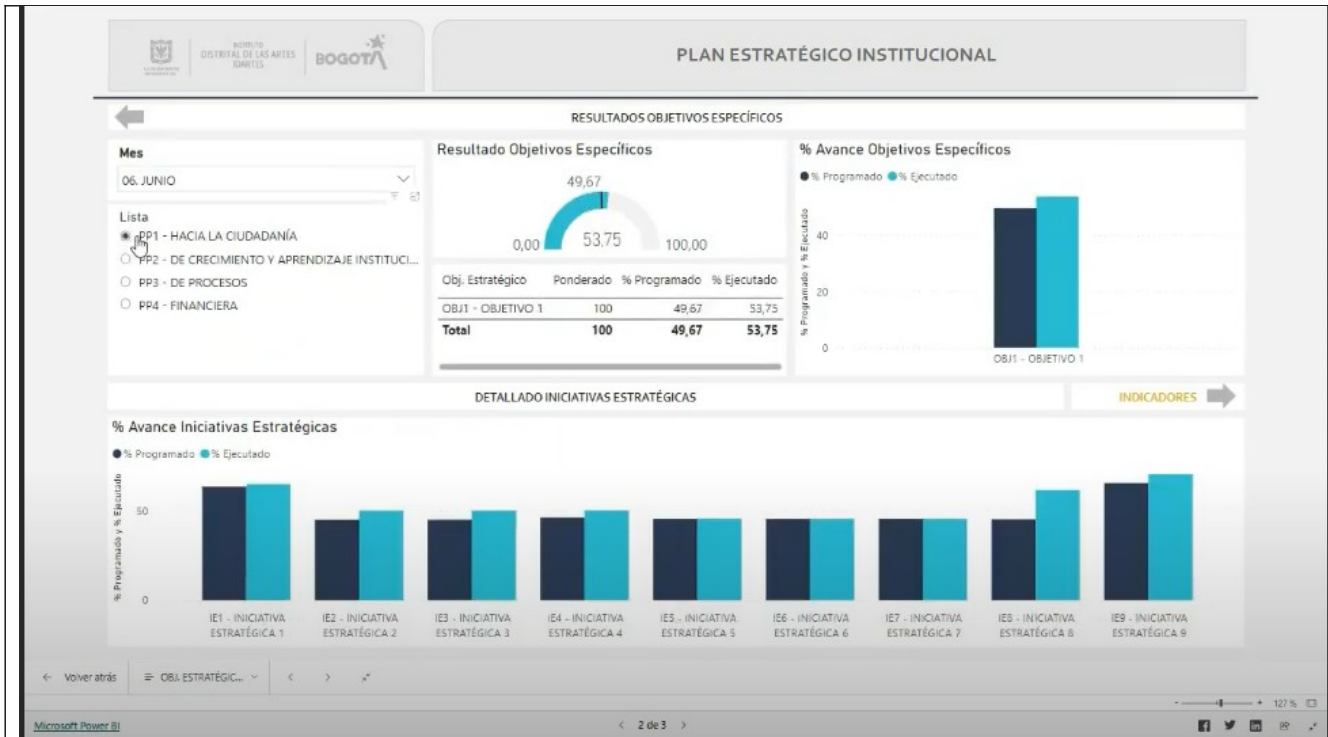 INSTITUTO
DISTRITAL DE LAS ARTES
IDARTES
BOGOTÁ
PLAN ESTRATÉGICO INSTITUCIONAL
RESULTADOS OBJETIVOS ESPECÍFICOS
Mes
06. JUNIO
Lista
PP1 - HACIA LA CIUDADANÍA
PP2 - DE CRECIMIENTO Y APRENDIZAJE INSTITUCI...
PP3 - DE PROCESOS
PP4 - FINANCIERA
Resultado Objetivos Específicos
49,67
0,00 53,75 100,00
Obj. Estratégico Ponderado % Programado % Ejecutado
OBJ1 - OBJETIVO 1 100 49,67 53,75
Total 100 49,67 53,75
% Avance Objetivos Específicos
% Programado % Ejecutado
% Programado y % Ejecutado
40
20
0
OBJ1 - OBJETIVO 1
DETALLADO INICIATIVAS ESTRATÉGICAS
INDICADORES
% Avance Iniciativas Estratégicas
% Programado % Ejecutado
% Programado y % Ejecutado
50
0
IE1 - INICIATIVA ESTRATÉGICA 1
IE2 - INICIATIVA ESTRATÉGICA 2
IE3 - INICIATIVA ESTRATÉGICA 3
IE4 - INICIATIVA ESTRATÉGICA 4
IE5 - INICIATIVA ESTRATÉGICA 5
IE6 - INICIATIVA ESTRATÉGICA 6
IE7 - INICIATIVA ESTRATÉGICA 7
IE8 - INICIATIVA ESTRATÉGICA 8
IE9 - INICIATIVA ESTRATÉGICA 9
Volver atrás
OBJ. ESTRATÉGIC...
127 %
Microsoft Power BI
2 de 3